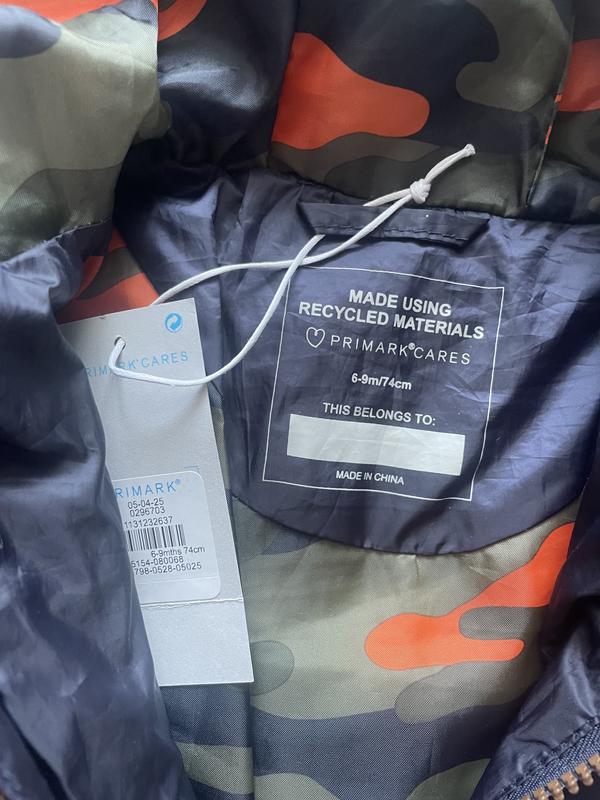 MADE USING
RECYCLED MATERIALS
PRIMARK®CARES
6-9m/74cm
THIS BELONGS TO:
MADE IN CHINA
PRIMARK®CARES
PRIMARK®
05-04-25
0296703
1131232637
6-9mths 74cm
5154-080068
798-0528-05025